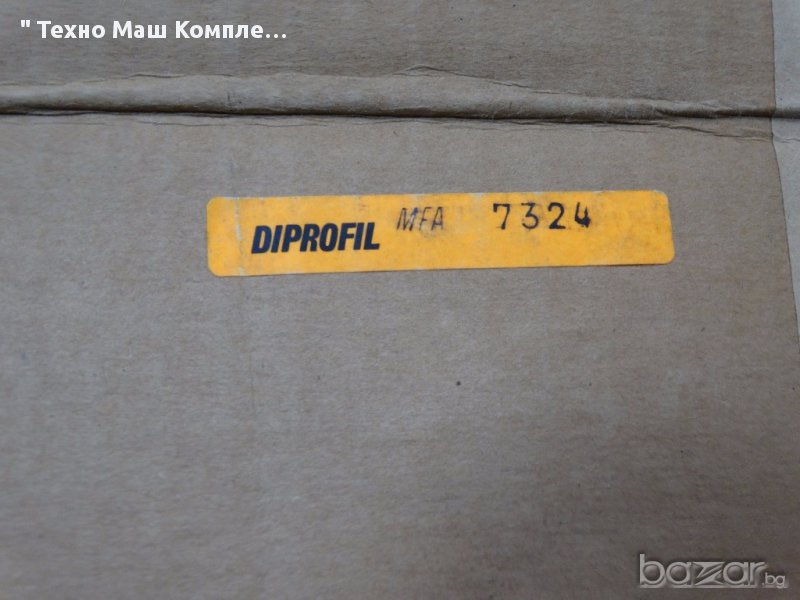 " Техно Маш Компле...
DIPROFIL MFA 7324
bazar.bg